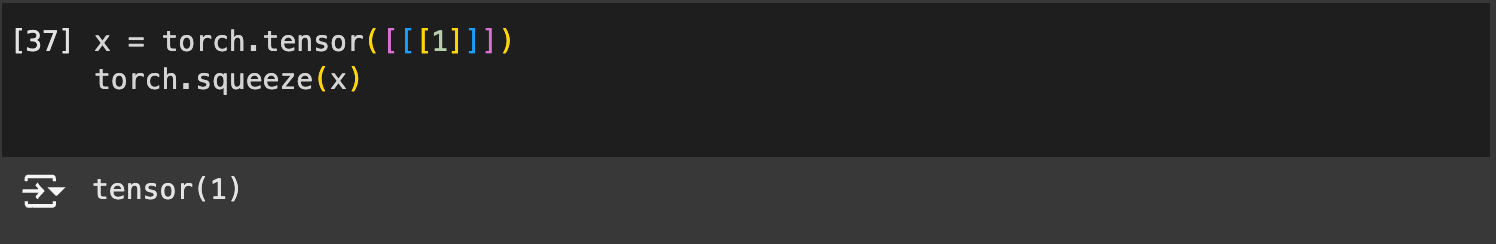 [37] x = torch.tensor([[[1]]])
torch.squeeze(x)
tensor(1)